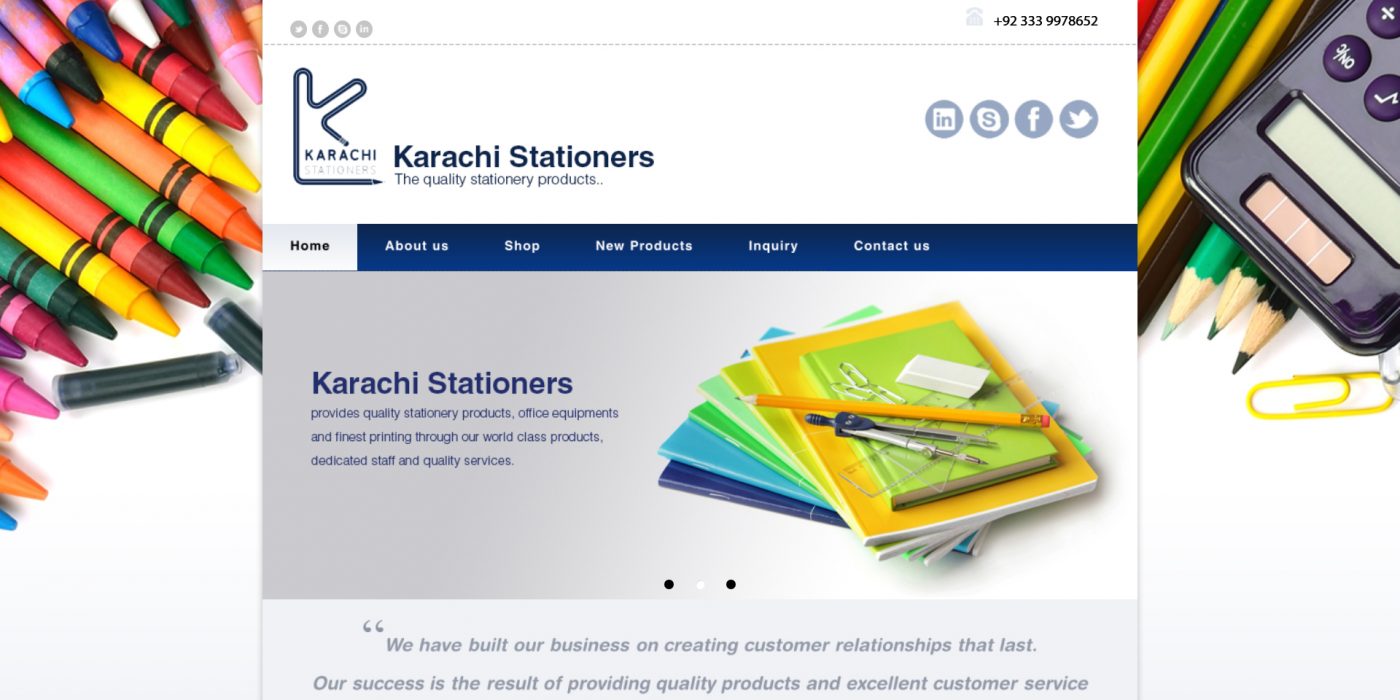 +92 333 9978652
KARACHI
STATIONERS
Karachi Stationers
The quality stationery products..
Home About us Shop New Products Inquiry Contact us
ON/C
Karachi Stationers
provides quality stationery products, office equipments
and finest printing through our world class products,
dedicated staff and quality services.
“ We have built our business on creating customer relationships that last.
Our success is the result of providing quality products and excellent customer service